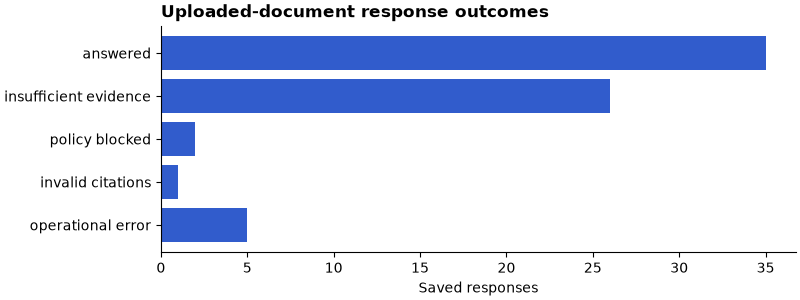 Uploaded-document response outcomes
answered
insufficient evidence
policy blocked
invalid citations
operational error
0 5 10 15 20 25 30 35
Saved responses